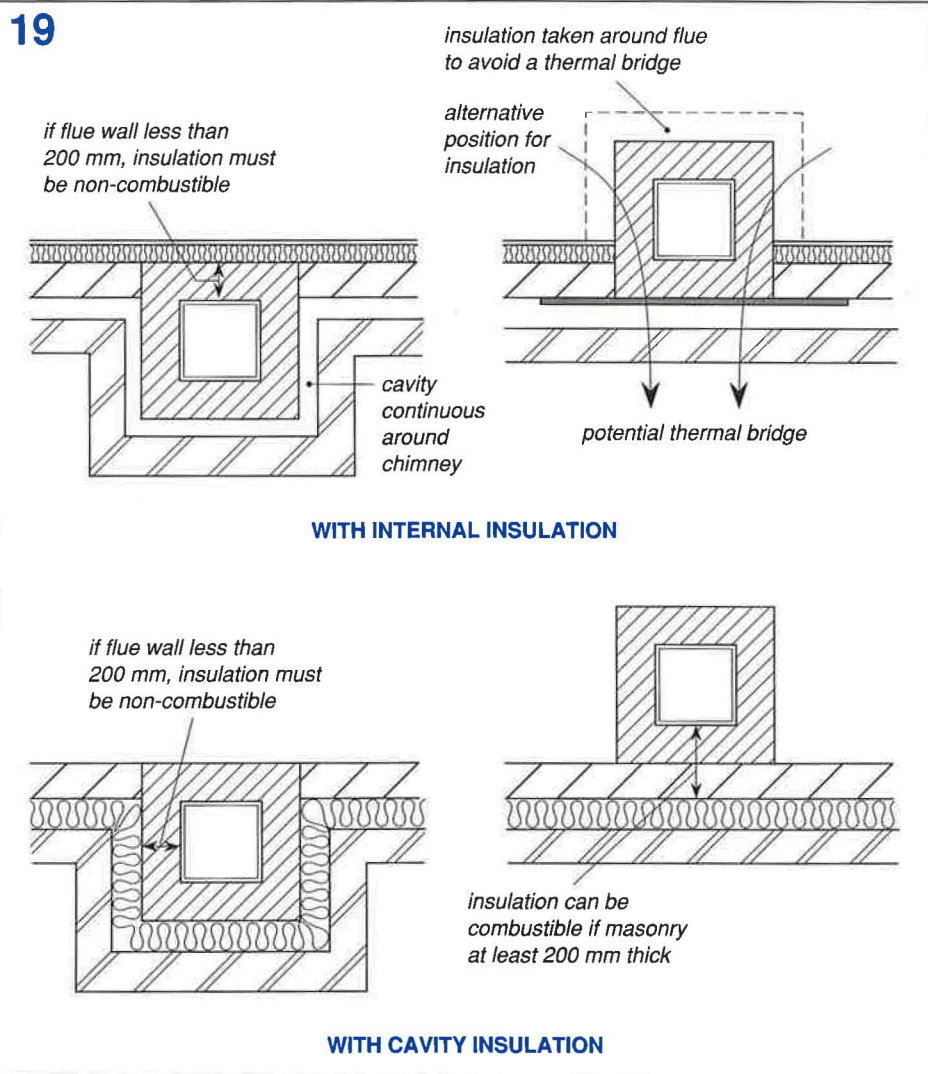 19
insulation taken around flue
to avoid a thermal bridge
if flue wall less than
200 mm, insulation must
be non-combustible
alternative
position for
insulation
cavity
continuous
around
chimney
potential thermal bridge
WITH INTERNAL INSULATION
if flue wall less than
200 mm, insulation must
be non-combustible
insulation can be
combustible if masonry
at least 200 mm thick
WITH CAVITY INSULATION